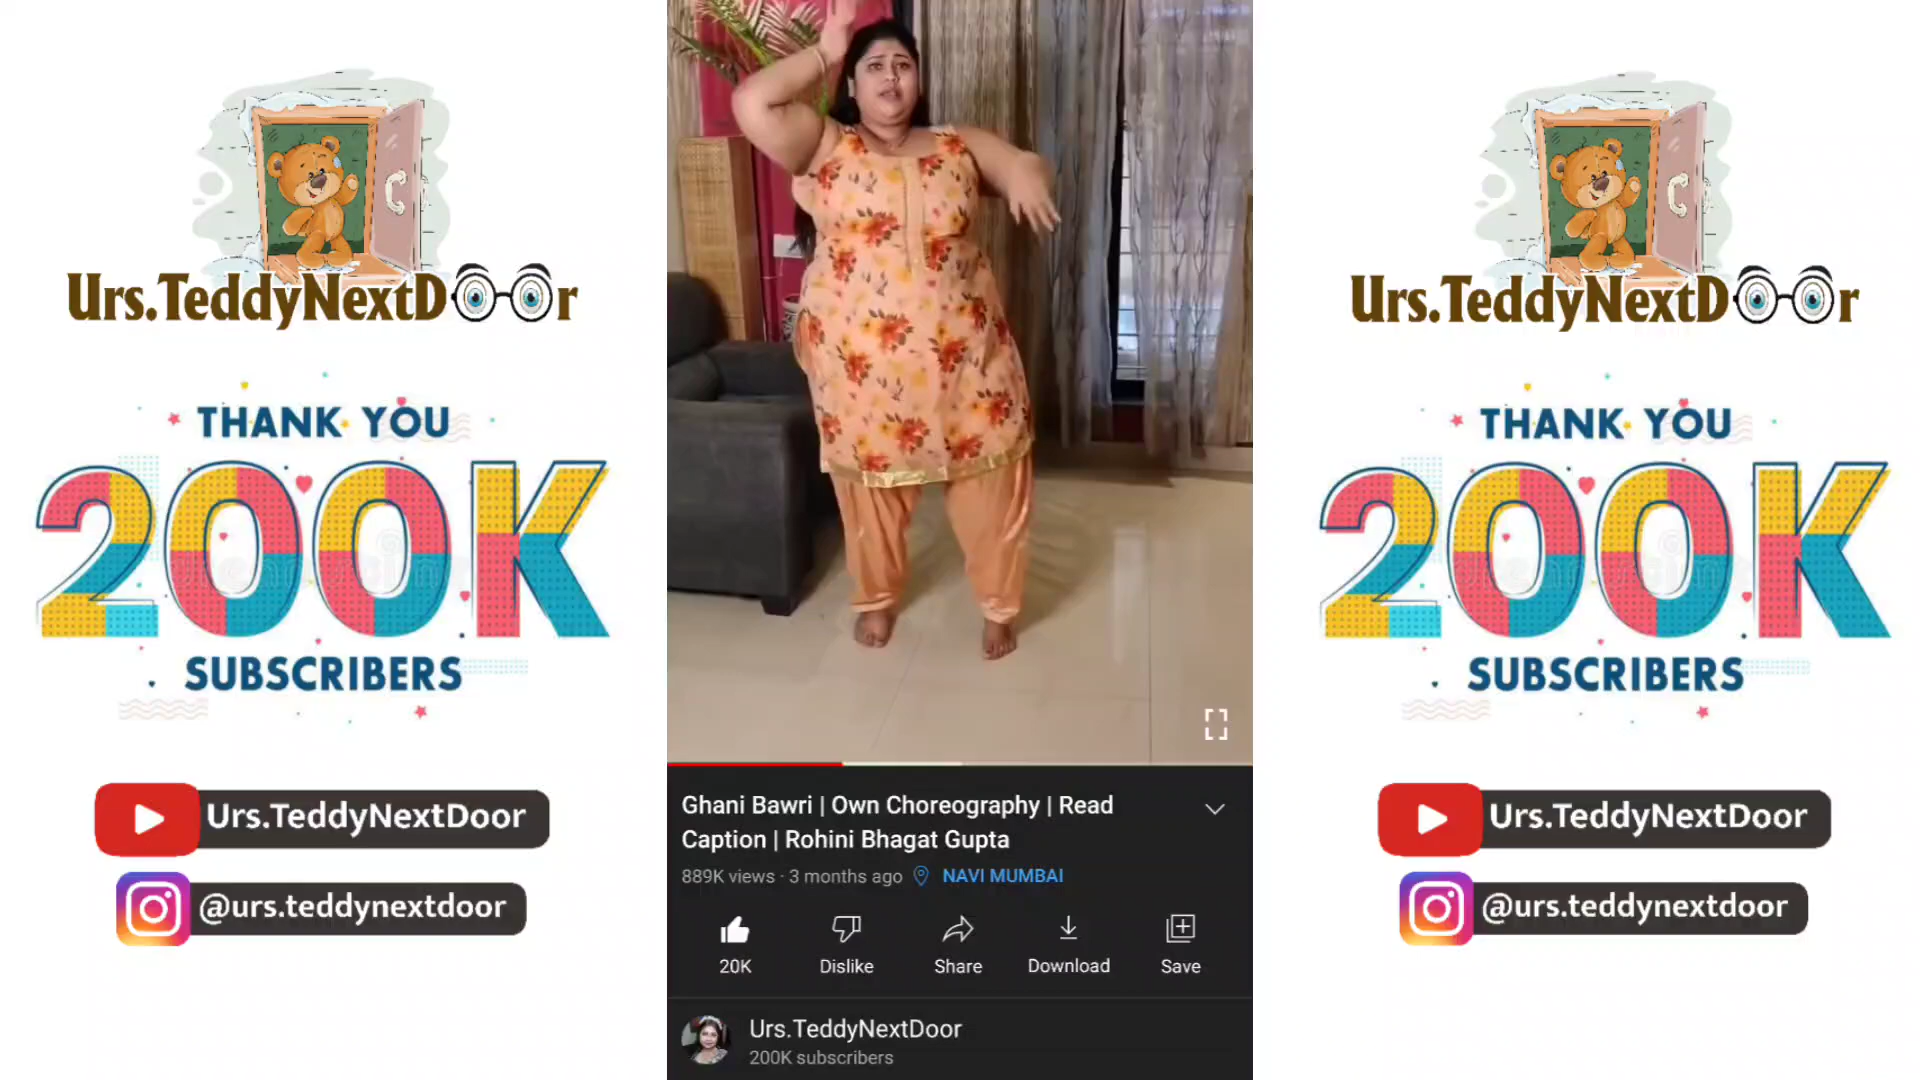 Urs.TeddyNextDoor
THANK YOU
200K
SUBSCRIBERS
Urs.TeddyNextDoor
@urs.teddynextdoor
Ghani Bawri | Own Choreography | Read
Caption | Rohini Bhagat Gupta
889K views · 3 months ago NAVI MUMBAI
20K Dislike Share Download Save
Urs.TeddyNextDoor
200K subscribers
Urs.TeddyNextDoor
THANK YOU
200K
SUBSCRIBERS
Urs.TeddyNextDoor
@urs.teddynextdoor